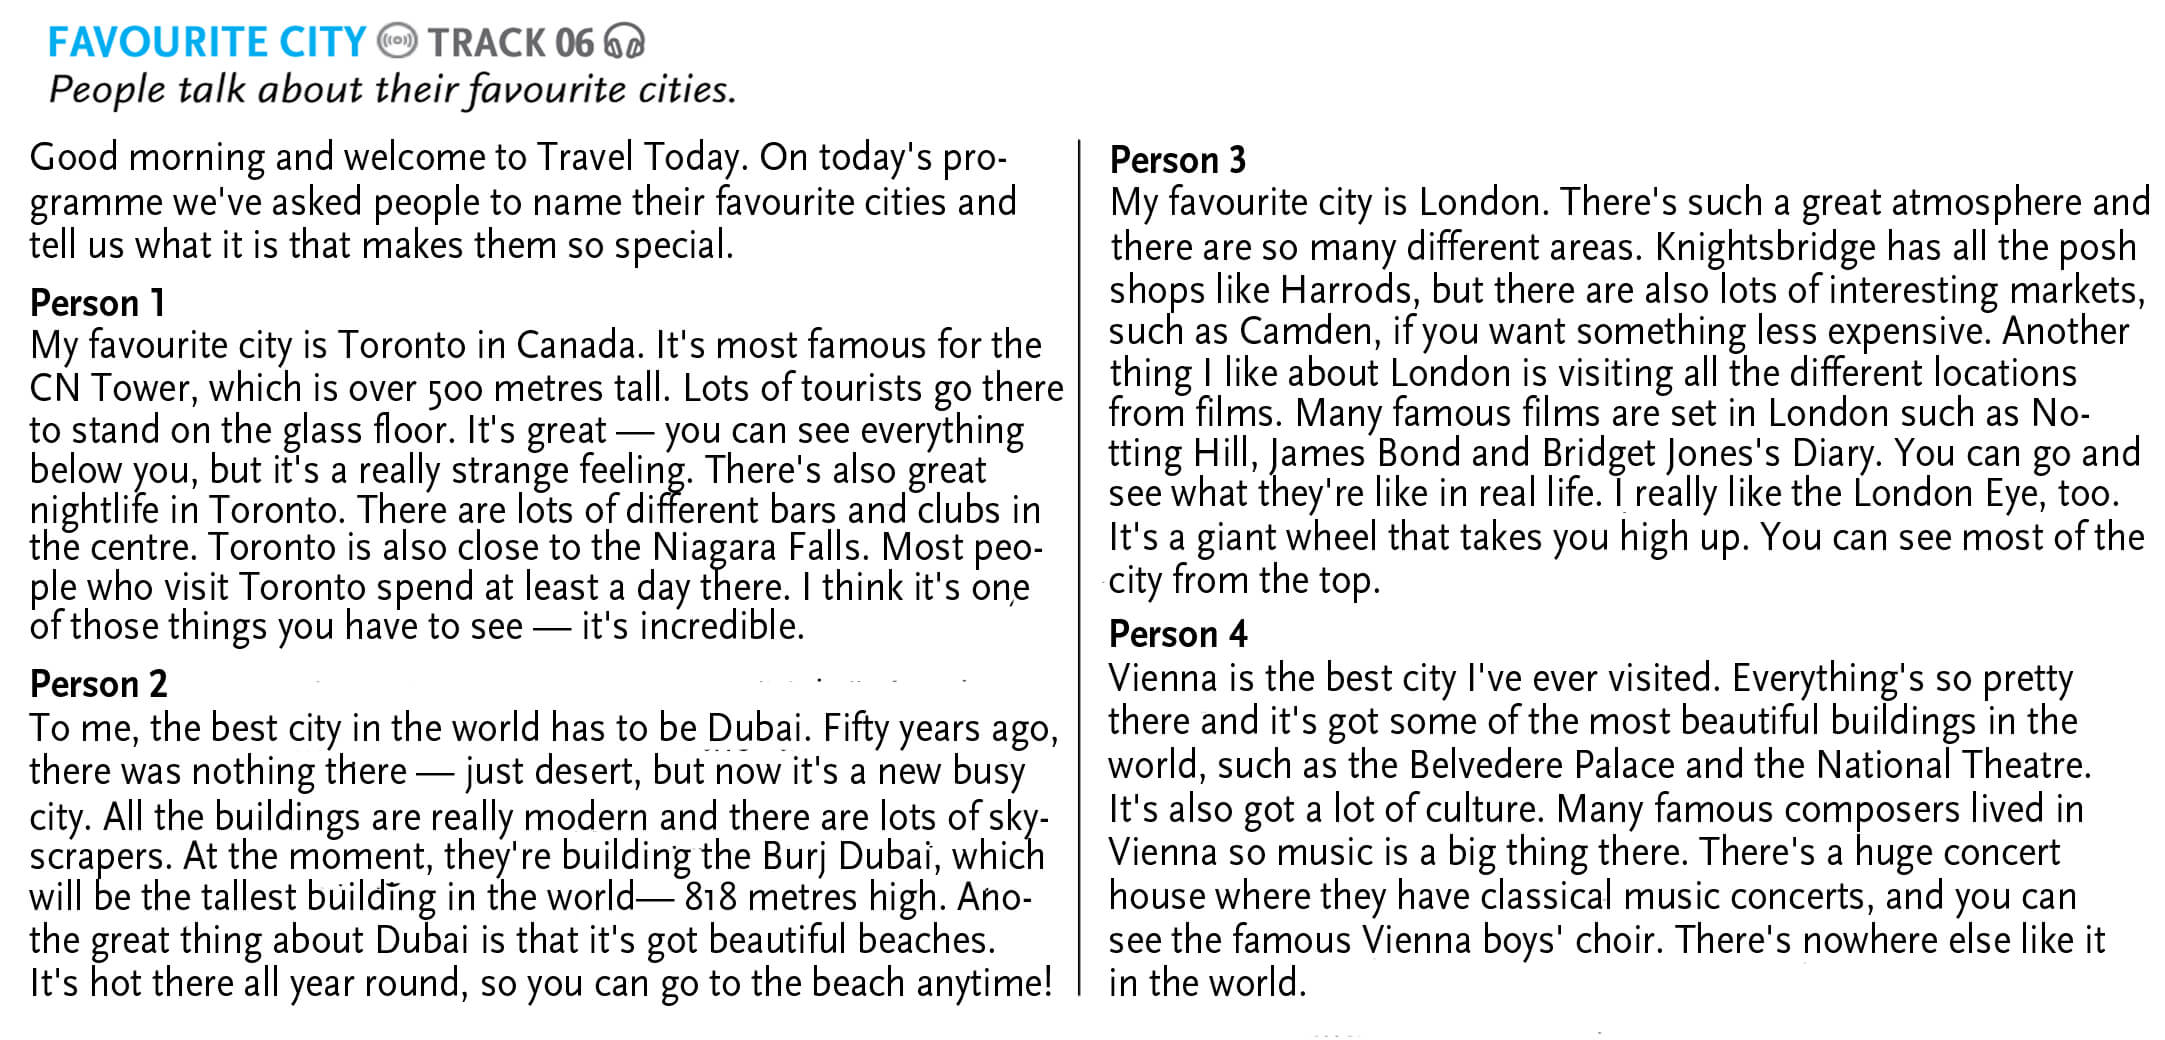 FAVOURITE CITY TRACK 06
People talk about their favourite cities.
Good morning and welcome to Travel Today. On today's pro-
gramme we've asked people to name their favourite cities and
tell us what it is that makes them so special.
Person 1
My favourite city is Toronto in Canada. It's most famous for the
CN Tower, which is over 500 metres tall. Lots of tourists go there
to stand on the glass floor. It's great — you can see everything
below you, but it's a really strange feeling. There's also great
nightlife in Toronto. There are lots of different bars and clubs in
the centre. Toronto is also close to the Niagara Falls. Most peo-
ple who visit Toronto spend at least a day there. I think it's one
of those things you have to see — it's incredible.
Person 2
To me, the best city in the world has to be Dubai. Fifty years ago,
there was nothing there — just desert, but now it's a new busy
city. All the buildings are really modern and there are lots of sky-
scrapers. At the moment, they're building the Burj Dubai, which
will be the tallest building in the world— 818 metres high. Ano-
the great thing about Dubai is that it's got beautiful beaches.
It's hot there all year round, so you can go to the beach anytime!
Person 3
My favourite city is London. There's such a great atmosphere and
there are so many different areas. Knightsbridge has all the posh
shops like Harrods, but there are also lots of interesting markets,
such as Camden, if you want something less expensive. Another
thing I like about London is visiting all the different locations
from films. Many famous films are set in London such as No-
tting Hill, James Bond and Bridget Jones's Diary. You can go and
see what they're like in real life. I really like the London Eye, too.
It's a giant wheel that takes you high up. You can see most of the
city from the top.
Person 4
Vienna is the best city I've ever visited. Everything's so pretty
there and it's got some of the most beautiful buildings in the
world, such as the Belvedere Palace and the National Theatre.
It's also got a lot of culture. Many famous composers lived in
Vienna so music is a big thing there. There's a huge concert
house where they have classical music concerts, and you can
see the famous Vienna boys' choir. There's nowhere else like it
in the world.